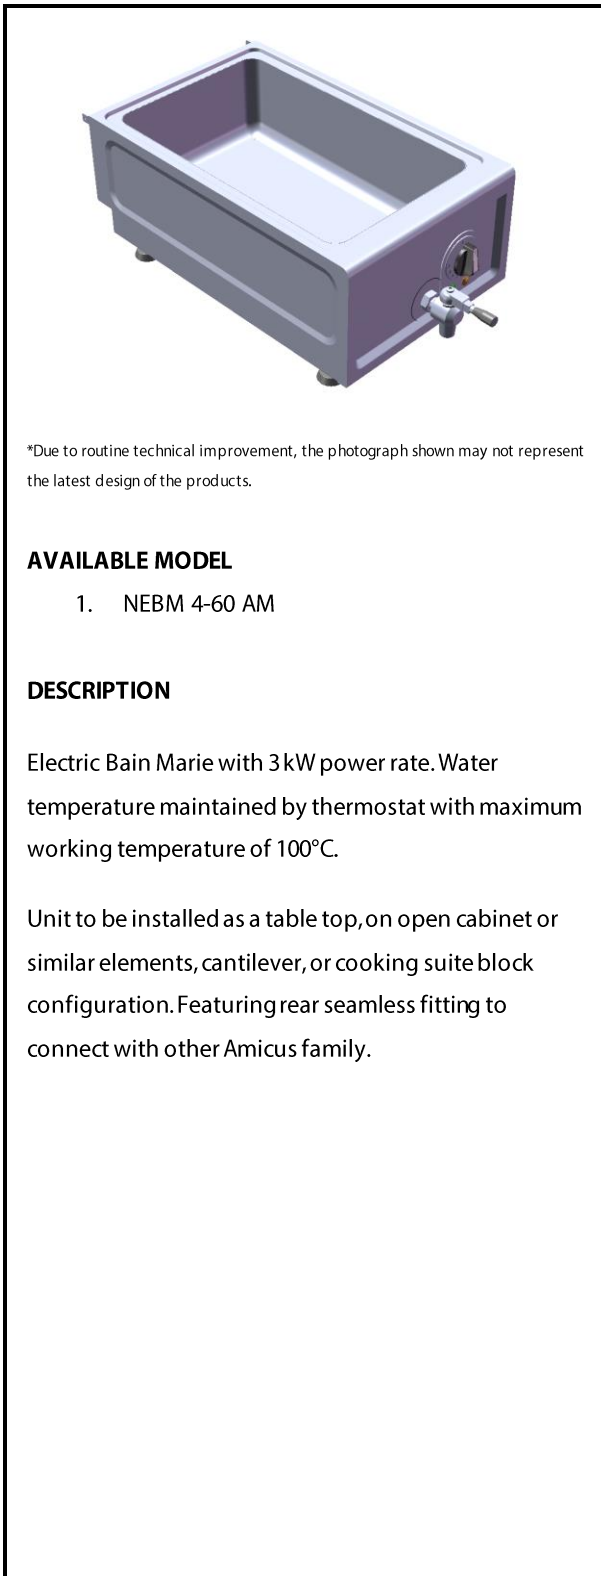 *Due to routine technical improvement, the photograph shown may not represent
the latest design of the products.
AVAILABLE MODEL
1. NEBM 4-60 AM
DESCRIPTION
Electric Bain Marie with 3 kW power rate. Water
temperature maintained by thermostat with maximum
working temperature of 100°C.
Unit to be installed as a table top, on open cabinet or
similar elements, cantilever, or cooking suite block
configuration. Featuring rear seamless fitting to
connect with other Amicus family.